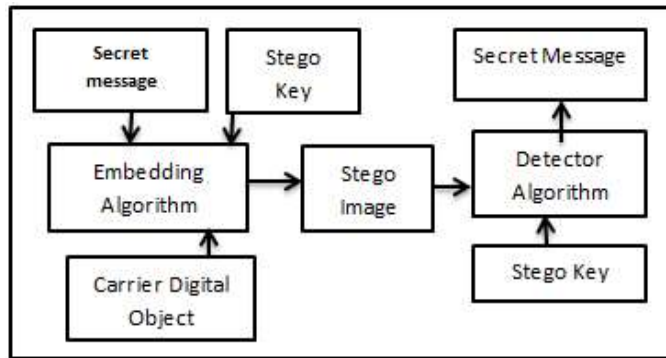 Secret
message
Stego
Key
Secret Message
Embedding
Algorithm
Stego
Image
Detector
Algorithm
Carrier Digital
Object
Stego Key